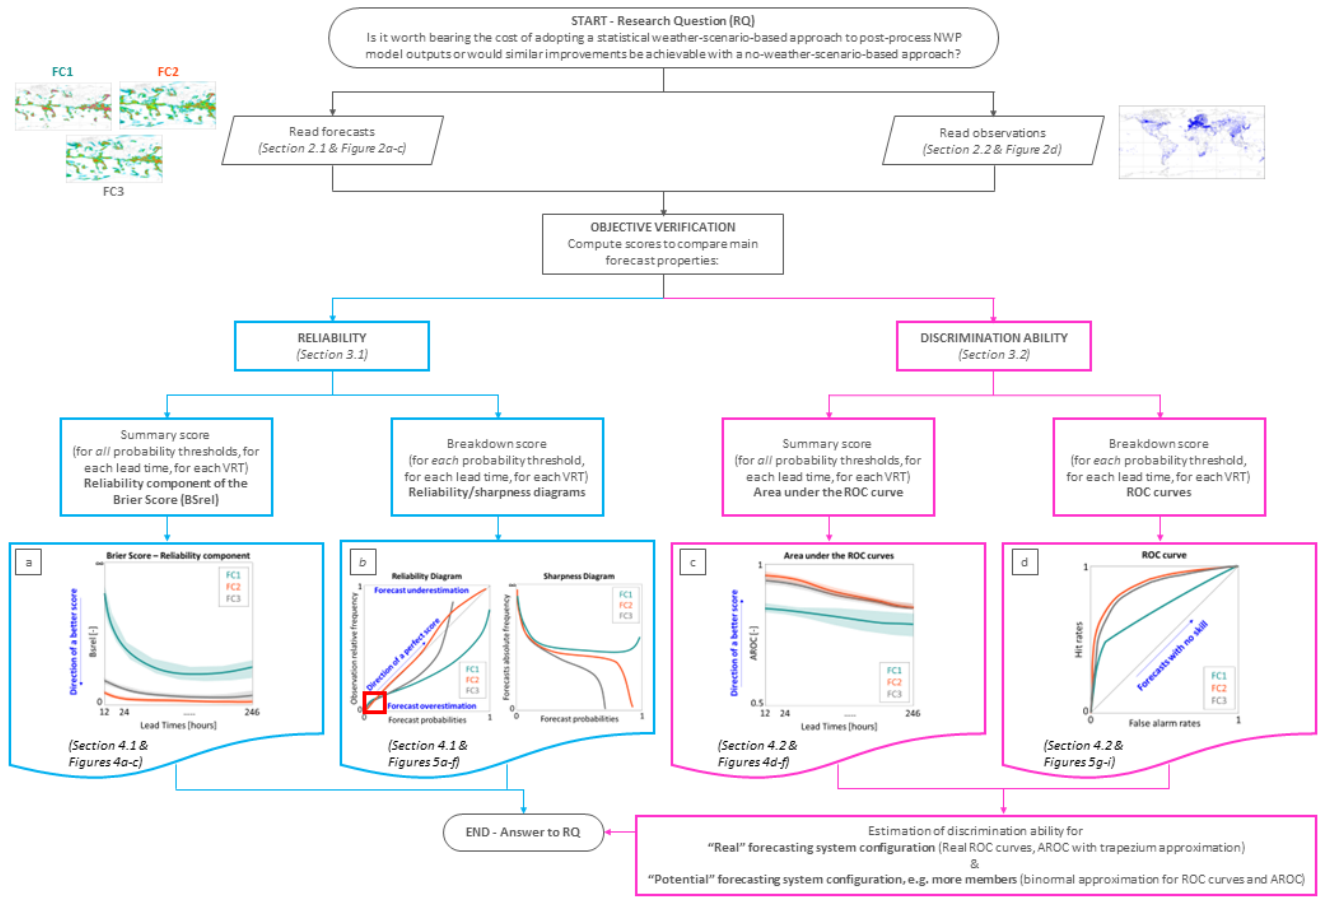 START - Research Question (RQ)
Is it worth bearing the cost of adopting a statistical weather-scenario-based approach to post-process NWP
model outputs or would similar improvements be achievable with a no-weather-scenario-based approach?
FC1
FC2
FC3
Read forecasts
(Section 2.1 & Figure 2a-c)
Read observations
(Section 2.2 & Figure 2d)
OBJECTIVE VERIFICATION
Compute scores to compare main
forecast properties:
RELIABILITY
(Section 3.1)
DISCRIMINATION ABILITY
(Section 3.2)
Summary score
(for all probability thresholds, for
each lead time, for each VRT)
Reliability component of the
Brier Score (BSrel)
Breakdown score
(for each probability threshold,
for each lead time, for each VRT)
Reliability/sharpness diagrams
Summary score
(for all probability thresholds, for
each lead time, for each VRT)
Area under the ROC curve
Breakdown score
(for each probability threshold,
for each lead time, for each VRT)
ROC curves
a
Brier Score – Reliability component
∞
FC1
FC2
FC3
Direction of a better score
Bsrel [-]
0
12 24 ..... 246
Lead Times [hours]
(Section 4.1 &
Figures 4a-c)
b
Reliability Diagram
1
Forecast underestimation
Observation relative frequency
Direction of a perfect score
FC1
FC2
FC3
Forecast overestimation
0
0 1
Forecast probabilities
Sharpness Diagram
∞
FC1
FC2
FC3
Forecasts absolute frequency
0
0 1
Forecast probabilities
(Section 4.1 &
Figures 5a-f)
c
Area under the ROC curves
1
Direction of a better score
AROC [-]
FC1
FC2
FC3
0.5
12 24 ..... 246
Lead Times [hours]
(Section 4.2 &
Figures 4d-f)
d
ROC curve
1
Hit rates
Forecasts with no skill
FC1
FC2
FC3
0
0 1
False alarm rates
(Section 4.2 &
Figures 5g-i)
END - Answer to RQ
Estimation of discrimination ability for
“Real” forecasting system configuration (Real ROC curves, AROC with trapezium approximation)
&
“Potential” forecasting system configuration, e.g. more members (binormal approximation for ROC curves and AROC)